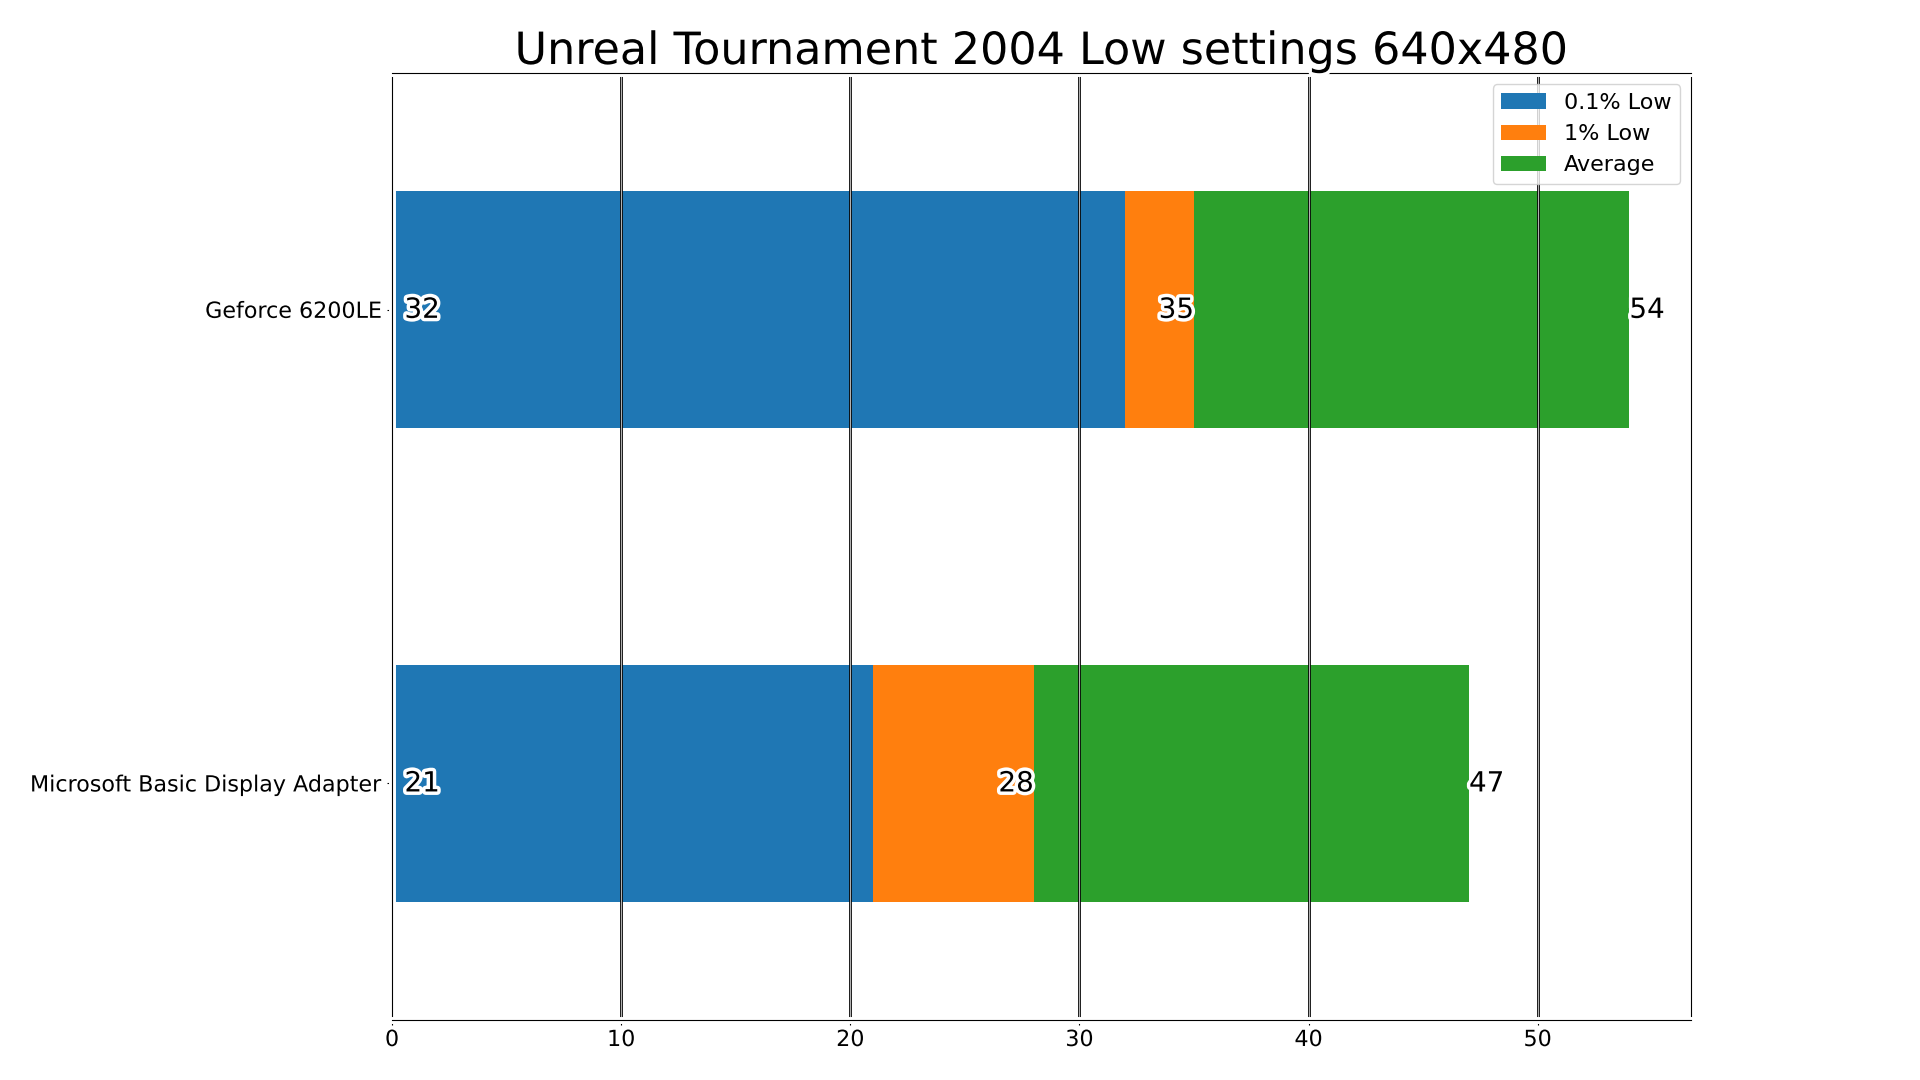 Unreal Tournament 2004 Low settings 640x480
0.1% Low
1% Low
Average
Geforce 6200LE
32
35
54
Microsoft Basic Display Adapter
21
28
47
0 10 20 30 40 50